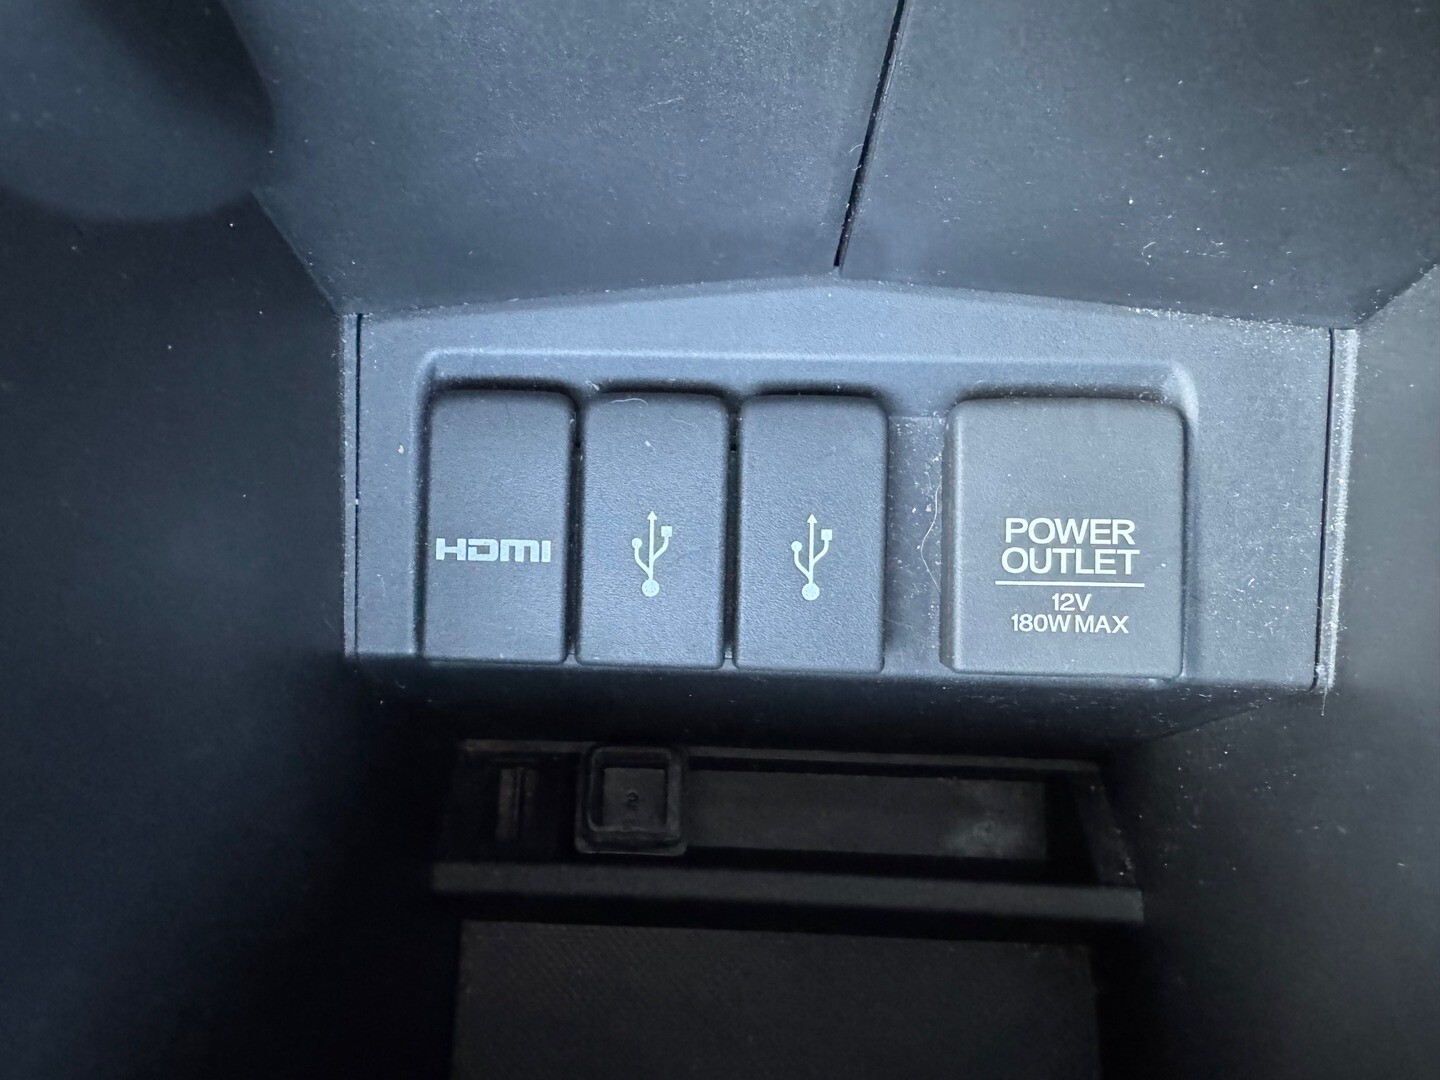 HDMI
POWER
OUTLET
12V
180W MAX